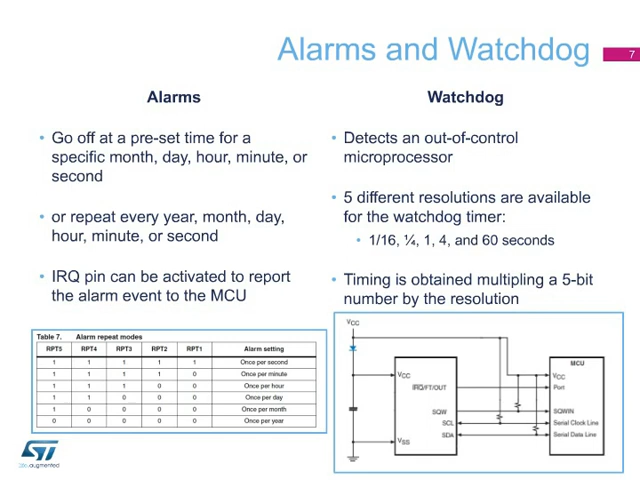 Alarms and Watchdog
7
Alarms
• Go off at a pre-set time for a
specific month, day, hour, minute, or
second
• or repeat every year, month, day,
hour, minute, or second
• IRQ pin can be activated to report
the alarm event to the MCU
Table 7. Alarm repeat modes
RPT5 RPT4 RPT3 RPT2 RPT1 Alarm setting
1 1 1 1 1 Once per second
1 1 1 1 0 Once per minute
1 1 1 0 0 Once per hour
1 1 0 0 0 Once per day
1 0 0 0 0 Once per month
0 0 0 0 0 Once per year
Watchdog
• Detects an out-of-control
microprocessor
• 5 different resolutions are available
for the watchdog timer:
• 1/16, ¼, 1, 4, and 60 seconds
• Timing is obtained multipling a 5-bit
number by the resolution
VCC
MCU
VCC
VCC
IRQ/FT/OUT
Port
SQW
SQWIN
SCL
Serial Clock Line
SDA
Serial Data Line
VSS
ST
life.augmented